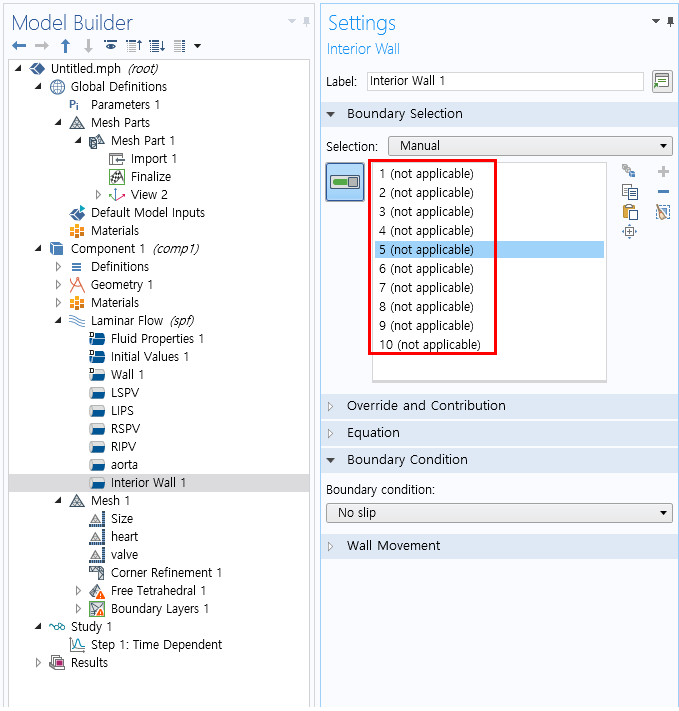 Model Builder
Untitled.mph (root)
Global Definitions
Pi Parameters 1
Mesh Parts
Mesh Part 1
Import 1
Finalize
View 2
Default Model Inputs
Materials
Component 1 (comp1)
Definitions
Geometry 1
Materials
Laminar Flow (spf)
Fluid Properties 1
Initial Values 1
Wall 1
LSPV
LIPS
RSPV
RIPV
aorta
Interior Wall 1
Mesh 1
Size
heart
valve
Corner Refinement 1
Free Tetrahedral 1
Boundary Layers 1
Study 1
Step 1: Time Dependent
Results
Settings
Interior Wall
Label: Interior Wall 1
Boundary Selection
Selection: Manual
1 (not applicable)
2 (not applicable)
3 (not applicable)
4 (not applicable)
5 (not applicable)
6 (not applicable)
7 (not applicable)
8 (not applicable)
9 (not applicable)
10 (not applicable)
Override and Contribution
Equation
Boundary Condition
Boundary condition:
No slip
Wall Movement